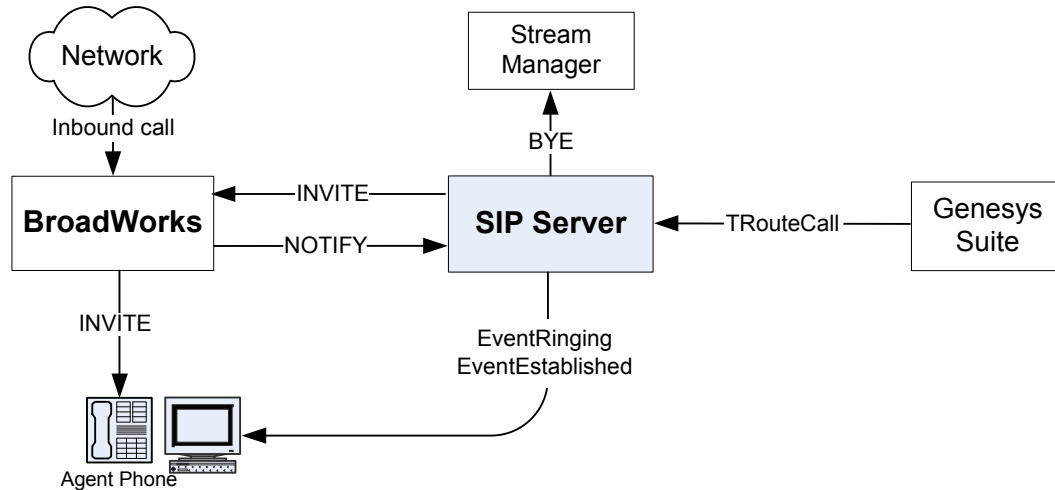 Network
Stream
Manager
Inbound call
BYE
INVITE
BroadWorks
SIP Server
TRouteCall
Genesys
Suite
NOTIFY
INVITE
EventRinging
EventEstablished
Agent Phone